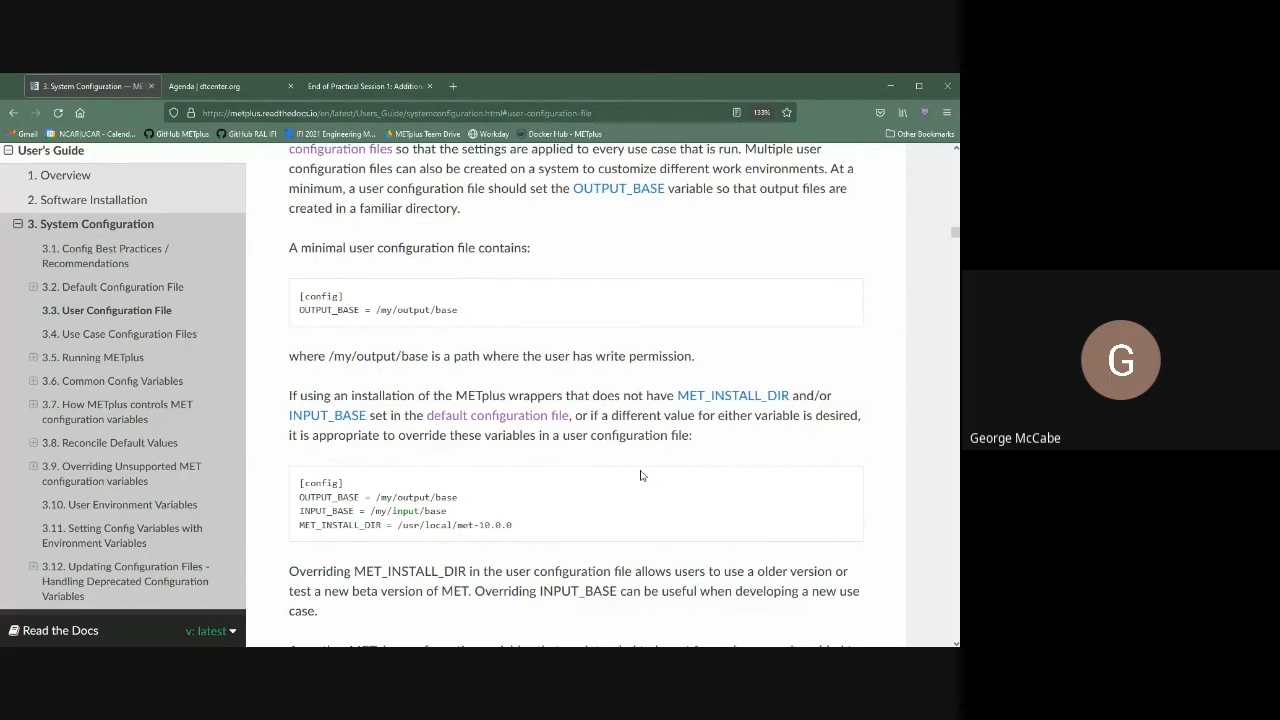 3. System Configuration — ME
Agenda | dtcenter.org
End of Practical Session 1: Addition
https://metplus.readthedocs.io/en/latest/Users_Guide/systemconfiguration.html#user-configuration-file
133%
Gmail
NCAR|UCAR - Calend...
GitHub METplus
GitHub RAL IFI
IFI 2021 Engineering M...
METplus Team Drive
Workday
Docker Hub - METplus
Other Bookmarks
User's Guide
1. Overview
2. Software Installation
3. System Configuration
3.1. Config Best Practices /
Recommendations
3.2. Default Configuration File
3.3. User Configuration File
3.4. Use Case Configuration Files
3.5. Running METplus
3.6. Common Config Variables
3.7. How METplus controls MET
configuration variables
3.8. Reconcile Default Values
3.9. Overriding Unsupported MET
configuration variables
3.10. User Environment Variables
3.11. Setting Config Variables with
Environment Variables
3.12. Updating Configuration Files -
Handling Deprecated Configuration
Variables
Read the Docs
v: latest
configuration files so that the settings are applied to every use case that is run. Multiple user
configuration files can also be created on a system to customize different work environments. At a
minimum, a user configuration file should set the OUTPUT_BASE variable so that output files are
created in a familiar directory.
A minimal user configuration file contains:
[config]
OUTPUT_BASE = /my/output/base
where /my/output/base is a path where the user has write permission.
If using an installation of the METplus wrappers that does not have MET_INSTALL_DIR and/or
INPUT_BASE set in the default configuration file, or if a different value for either variable is desired,
it is appropriate to override these variables in a user configuration file:
[config]
OUTPUT_BASE = /my/output/base
INPUT_BASE = /my/input/base
MET_INSTALL_DIR = /usr/local/met-10.0.0
Overriding MET_INSTALL_DIR in the user configuration file allows users to use a older version or
test a new beta version of MET. Overriding INPUT_BASE can be useful when developing a new use
case.
G
George McCabe